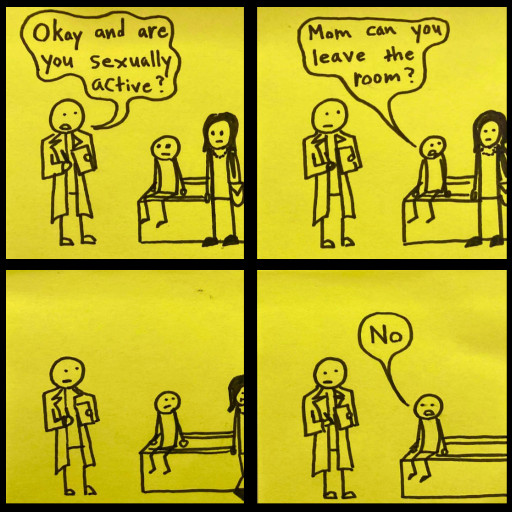 Okay and are
you sexually
active?
Mom can you
leave the
room?
No